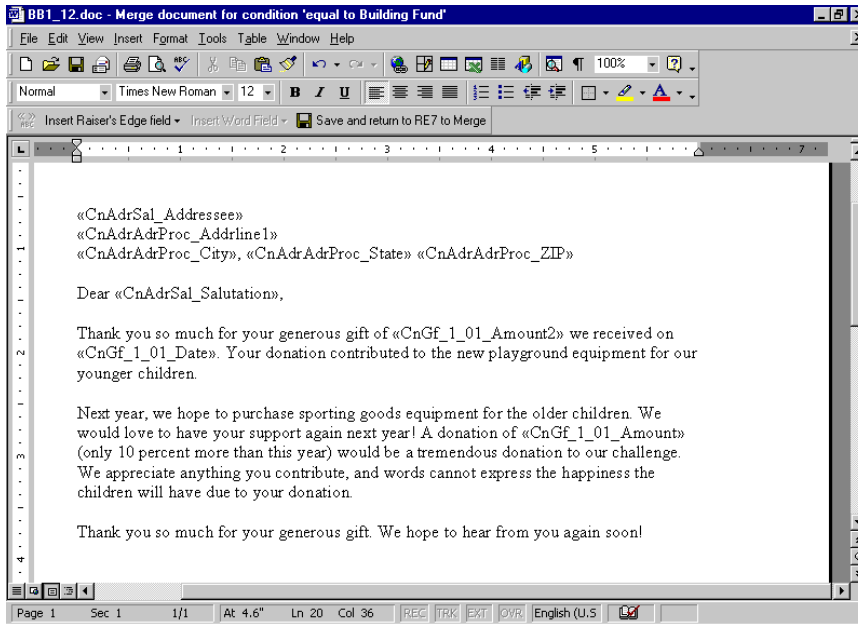 BB1_12.doc - Merge document for condition 'equal to Building Fund'
File Edit View Insert Format Tools Table Window Help
100%
Normal Times New Roman 12 B I U A
Insert Raiser's Edge field Insert Word Field Save and return to RE7 to Merge
1 2 3 4 5 7
«CnAdrSal_Addressee»
«CnAdrAdrProc_Addrline1»
«CnAdrAdrProc_City», «CnAdrAdrProc_State» «CnAdrAdrProc_ZIP»
Dear «CnAdrSal_Salutation»,
Thank you so much for your generous gift of «CnGf_1_01_Amount2» we received on
«CnGf_1_01_Date». Your donation contributed to the new playground equipment for our
younger children.
Next year, we hope to purchase sporting goods equipment for the older children. We
would love to have your support again next year! A donation of «CnGf_1_01_Amount»
(only 10 percent more than this year) would be a tremendous donation to our challenge.
We appreciate anything you contribute, and words cannot express the happiness the
children will have due to your donation.
Thank you so much for your generous gift. We hope to hear from you again soon!
Page 1 Sec 1 1/1 At 4.6" Ln 20 Col 36 REC TRK EXT OVR English (U.S